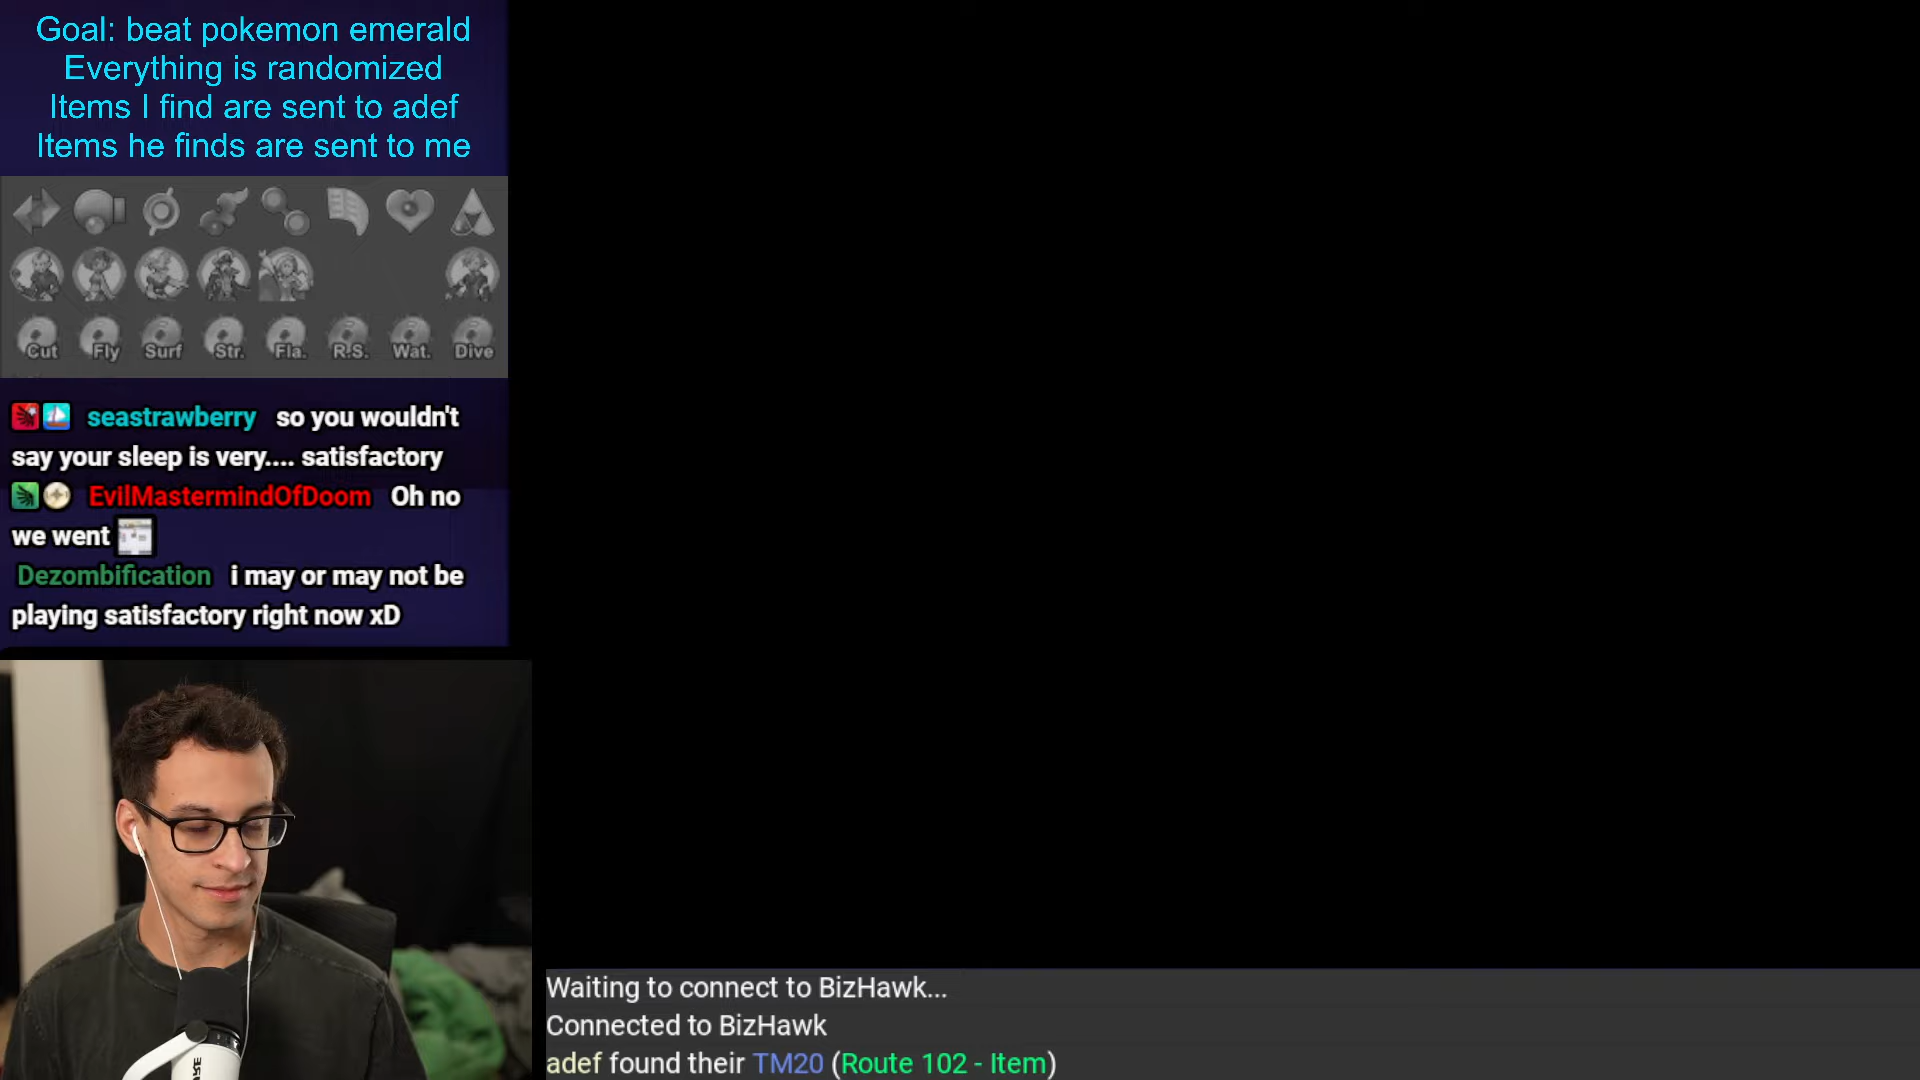 Goal: beat pokemon emerald
Everything is randomized
Items I find are sent to adef
Items he finds are sent to me
Cut Fly Surf Str. Fla. R.S. Wat. Dive
seastrawberry so you wouldn't
say your sleep is very.... satisfactory
EvilMastermindOfDoom Oh no
we went
Dezombification i may or may not be
playing satisfactory right now xD
Waiting to connect to BizHawk...
Connected to BizHawk
adef found their TM20 (Route 102 - Item)